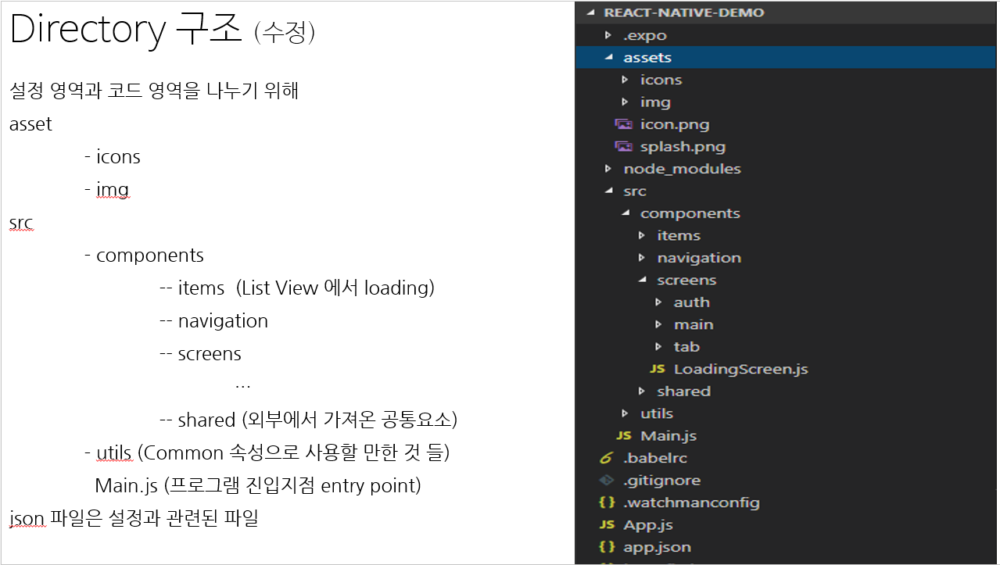 Directory 구조 (수정)
설정 영역과 코드 영역을 나누기 위해
asset
- icons
- img
src
- components
-- items (List View 에서 loading)
-- navigation
-- screens
...
-- shared (외부에서 가져온 공통요소)
- utils (Common 속성으로 사용할 만한 것 들)
Main.js (프로그램 진입지점 entry point)
json 파일은 설정과 관련된 파일
REACT-NATIVE-DEMO
.expo
assets
icons
img
icon.png
splash.png
node_modules
src
components
items
navigation
screens
auth
main
tab
JS LoadingScreen.js
shared
utils
JS Main.js
.babelrc
.gitignore
{} .watchmanconfig
JS App.js
{} app.json